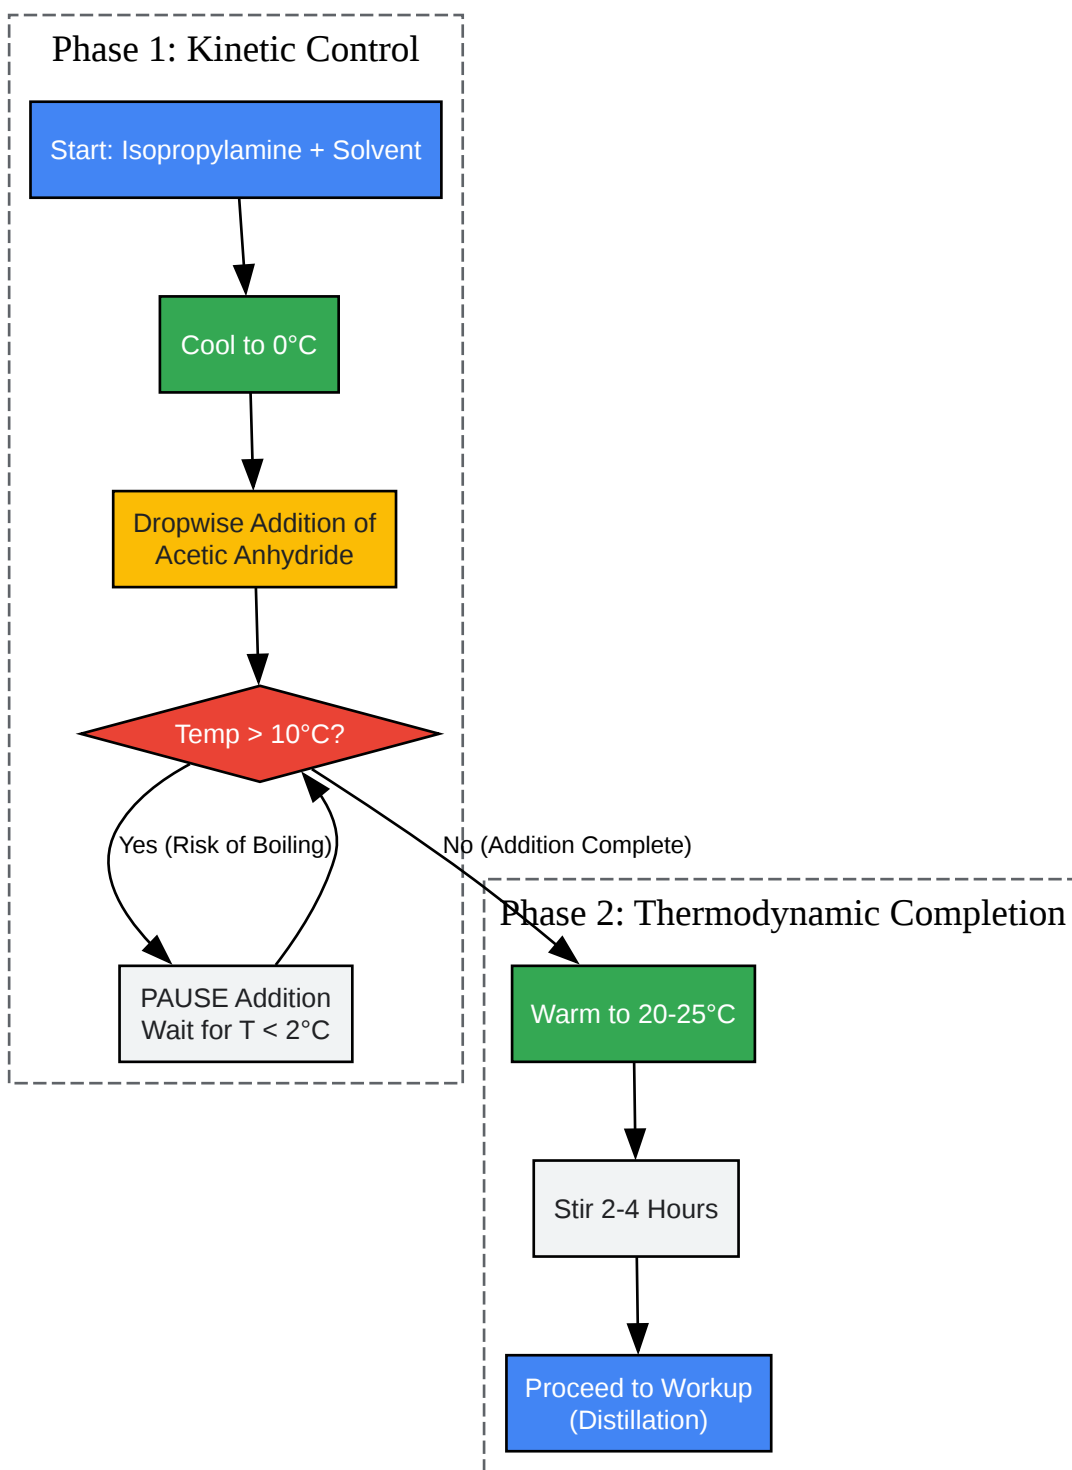 Phase 1: Kinetic Control
Start: Isopropylamine + Solvent
Cool to 0°C
Dropwise Addition of
Acetic Anhydride
Temp > 10°C?
Yes (Risk of Boiling)
No (Addition Complete)
PAUSE Addition
Wait for T < 2°C
Phase 2: Thermodynamic Completion
Warm to 20-25°C
Stir 2-4 Hours
Proceed to Workup
(Distillation)